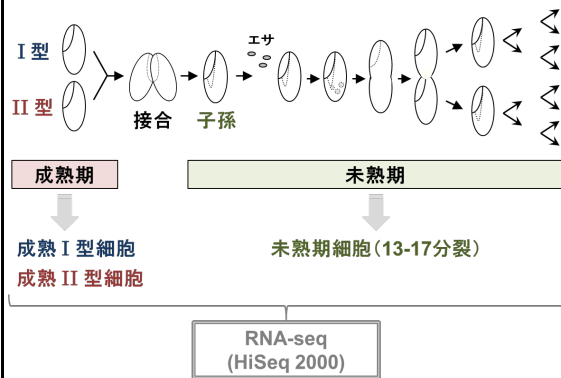 エサ
I 型
II 型
接合
子孫
成熟期
未熟期
成熟 I 型細胞
成熟 II 型細胞
未熟期細胞(13-17分裂)
RNA-seq
(HiSeq 2000)